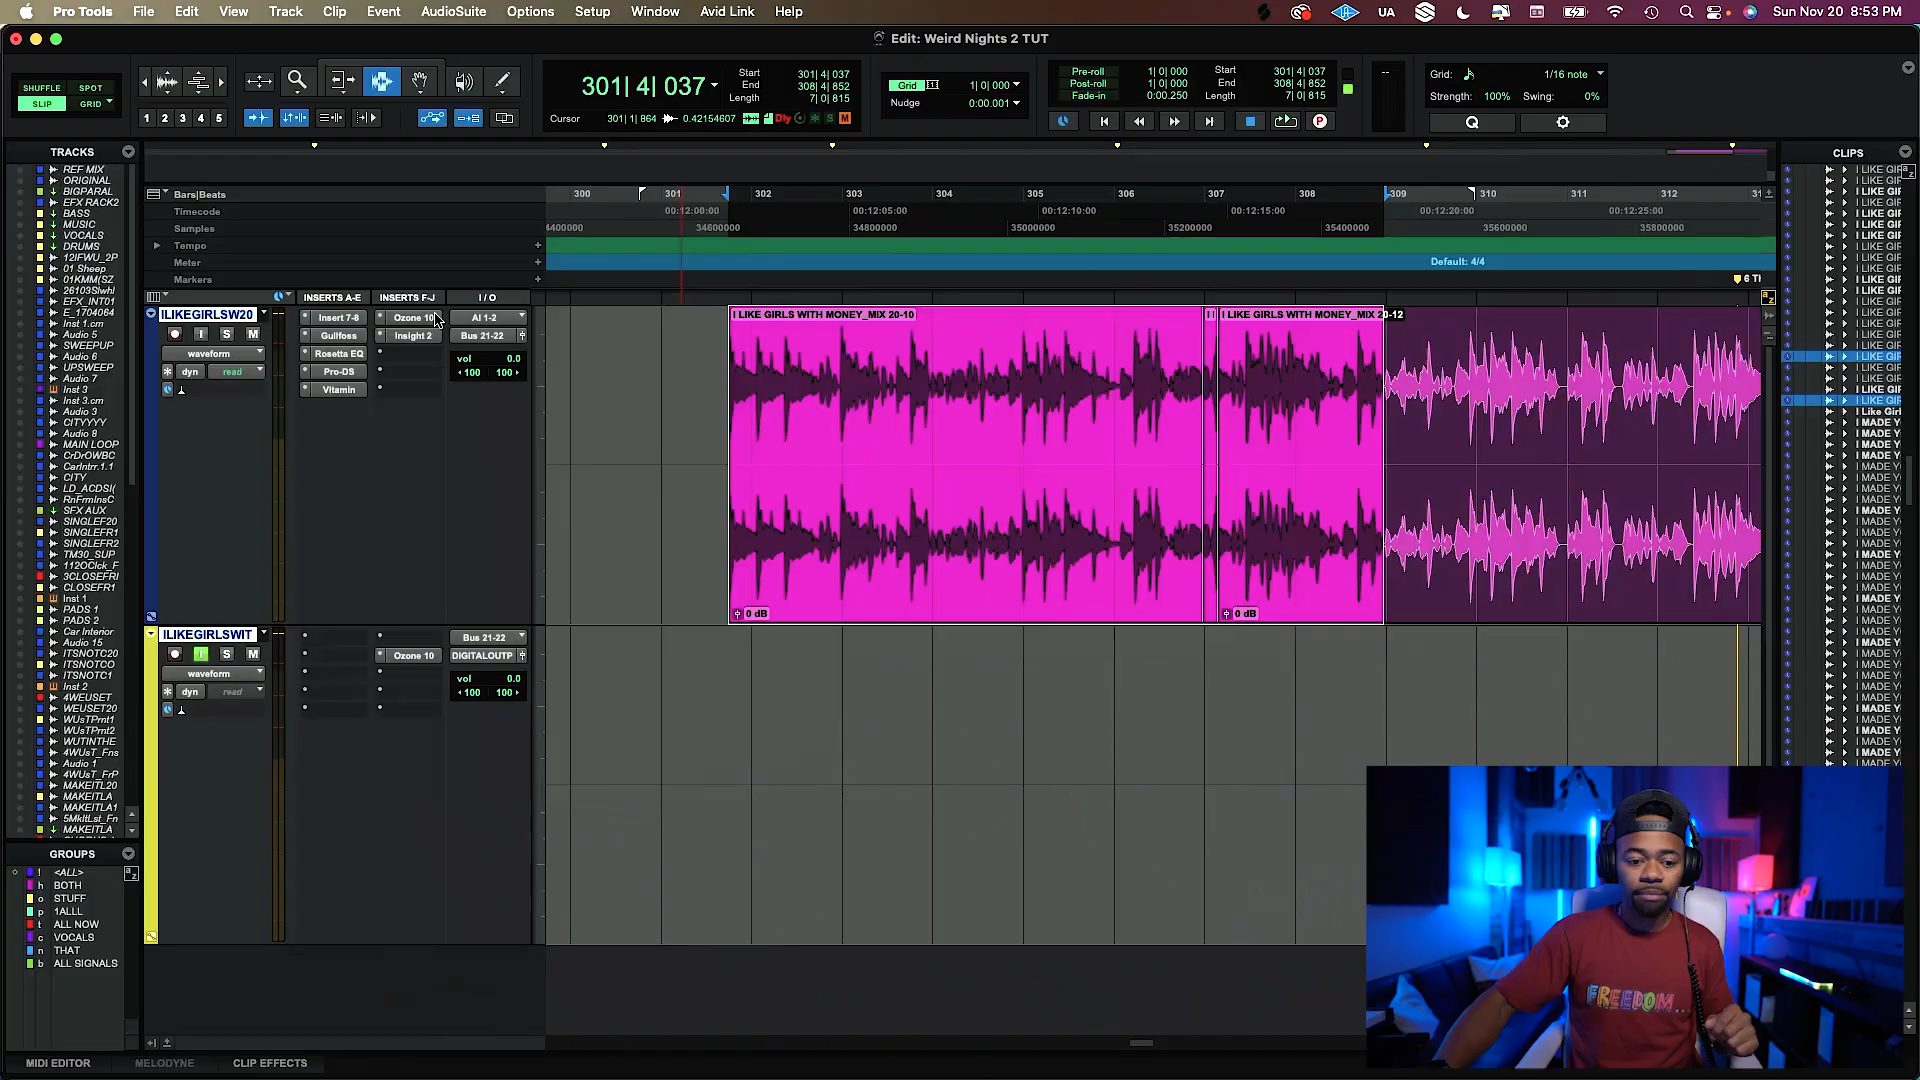 Pro Tools File Edit View Track Clip Event AudioSuite Options Setup Window Avid Link Help UA Sun Nov 20 8:53 PM
Edit: Weird Nights 2 TUT
SHUFFLE SPOT
SLIP GRID
1 2 3 4 5
301| 4| 037
Start 301| 4| 037
End 308| 4| 852
Length 7| 0| 815
Cursor 301| 1| 864 0.42154607 Dly S M
Grid 1| 0| 000
Nudge 0:00.001
Pre-roll 1| 0| 000 Start 301| 4| 037
Post-roll 1| 0| 000 End 308| 4| 852
Fade-in 0:00.250 Length 7| 0| 815
P
Grid: 1/16 note
Strength: 100% Swing: 0%
Q
TRACKS
REF MIX
ORIGINAL
BIGPARAL
EFX RACK2
BASS
MUSIC
VOCALS
DRUMS
12IFWU_2P
01 Sheep
01KMM(SZ
26103Slwhl
EFX_INT01
E_1704064
Inst 1.cm
Audio 5
SWEEPUP
Audio 6
UPSWEEP
Audio 7
Inst 3
Inst 3.cm
Audio 3
CITYYYY
Audio 8
MAIN LOOP
CrDrOWBC
CarIntrr.1.1
CITY
LD_ACDSI(
RnFrmInsC
SFX AUX
SINGLEF20
SINGLEFR1
SINGLEFR2
TM30_SUP
112OClck_F
3CLOSEFRI
CLOSEFR1
Inst 1
PADS 1
PADS 2
Car Interior
Audio 15
ITSNOTC20
ITSNOTCO
ITSNOTC1
Inst 2
4WEUSET
WEUSET20
WUsTPrnt1
WUsTPrnt2
WUTINTHE
4WUsT_Fns
Audio 1
4WUsT_FrP
MAKEITL20
MAKEITLA
MAKEITLA1
5MkItLst_Fn
MAKEITLA
GROUPS
<ALL>
h BOTH
o STUFF
p 1ALLL
t ALL NOW
c VOCALS
n THAT
b ALL SIGNALS
Bars|Beats 300 301 302 303 304 305 306 307 308 309 310 311 312
Timecode 00:12:00:00 00:12:05:00 00:12:10:00 00:12:15:00 00:12:20:00 00:12:25:00
Samples 4400000 34600000 34800000 35000000 35200000 35400000 35600000 35800000
Tempo
Meter Default: 4/4
Markers
INSERTS A-E INSERTS F-J I / O
ILIKEGIRLSW20
I S M
waveform
dyn read
Insert 7-8
Gullfoss
Rosetta EQ
Pro-DS
Vitamin
Ozone 10
Insight 2
AI 1-2
Bus 21-22
vol 0.0
100 100
I LIKE GIRLS WITH MONEY_MIX 20-10
I LIKE GIRLS WITH MONEY_MIX 20-12
0 dB
0 dB
ILIKEGIRLSWIT
I S M
waveform
dyn read
Ozone 10
Bus 21-22
DIGITALOUTP
vol 0.0
100 100
CLIPS
FREEDOM...
MIDI EDITOR MELODYNE CLIP EFFECTS